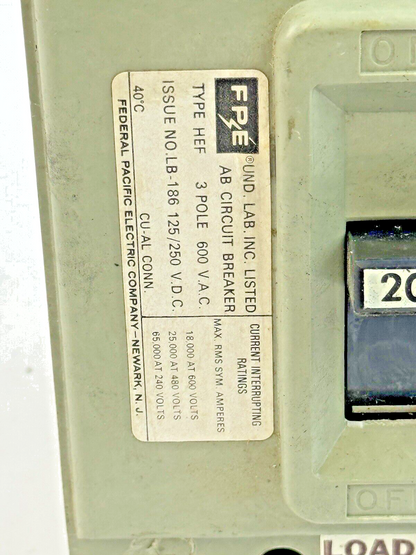 FPE
®UND. LAB. INC. LISTED
AB CIRCUIT BREAKER
TYPE HEF 3 POLE 600 V.A.C.
ISSUE NO. LB-186 125/250 V.D.C.
40°C CU-AL CONN.
FEDERAL PACIFIC ELECTRIC COMPANY-NEWARK, N. J.
CURRENT INTERRUPTING
RATINGS
MAX. RMS SYM. AMPERES
18,000 AT 600 VOLTS
25,000 AT 480 VOLTS
65,000 AT 240 VOLTS
20
OF
LOAD